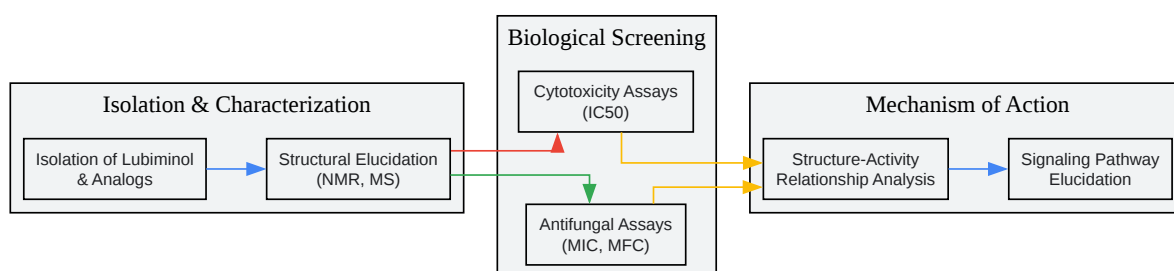 Isolation & Characterization
Isolation of Lubiminol
& Analogs
Structural Elucidation
(NMR, MS)
Biological Screening
Cytotoxicity Assays
(IC50)
Antifungal Assays
(MIC, MFC)
Mechanism of Action
Structure-Activity
Relationship Analysis
Signaling Pathway
Elucidation